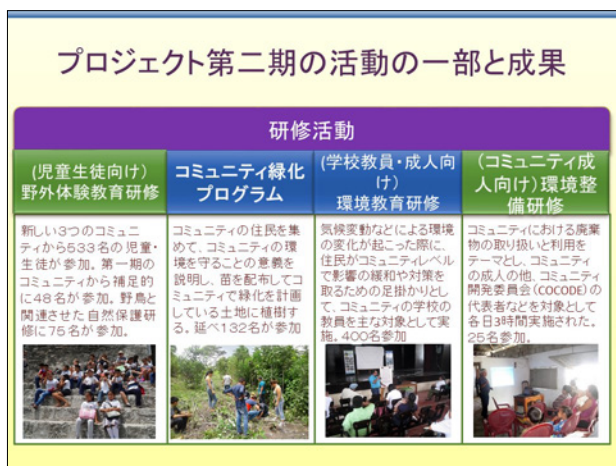 プロジェクト第二期の活動の一部と成果
研修活動
(児童生徒向け)
野外体験教育研修
新しい3つのコミュニ
ティから533名の児童・
生徒が参加。第一期の
コミュニティから補足的
に48名が参加。野鳥と
関連させた自然保護研
修に75名が参加。
コミュニティ緑化
プログラム
コミュニティの住民を集
めて、コミュニティの環
境を守ることの意義を
説明し、苗を配布してコ
ミュニティで緑化を計画
している土地に植樹す
る。延べ132名が参加
(学校教員・成人向
け)
環境教育研修
気候変動などによる環境
の変化が起こった際に、
住民がコミュニティレベル
で影響の緩和や対策を
取るための足掛かりとし
て、コミュニティの学校の
教員を主な対象として実
施。400名参加
(コミュニティ成
人向け)環境整
備研修
コミュニティにおける廃棄
物の取り扱いと利用を
テーマとし、コミュニティ
の成人の他、コミュニティ
開発委員会(COCODE)の
代表者などを対象として
各日3時間実施された。
25名参加。